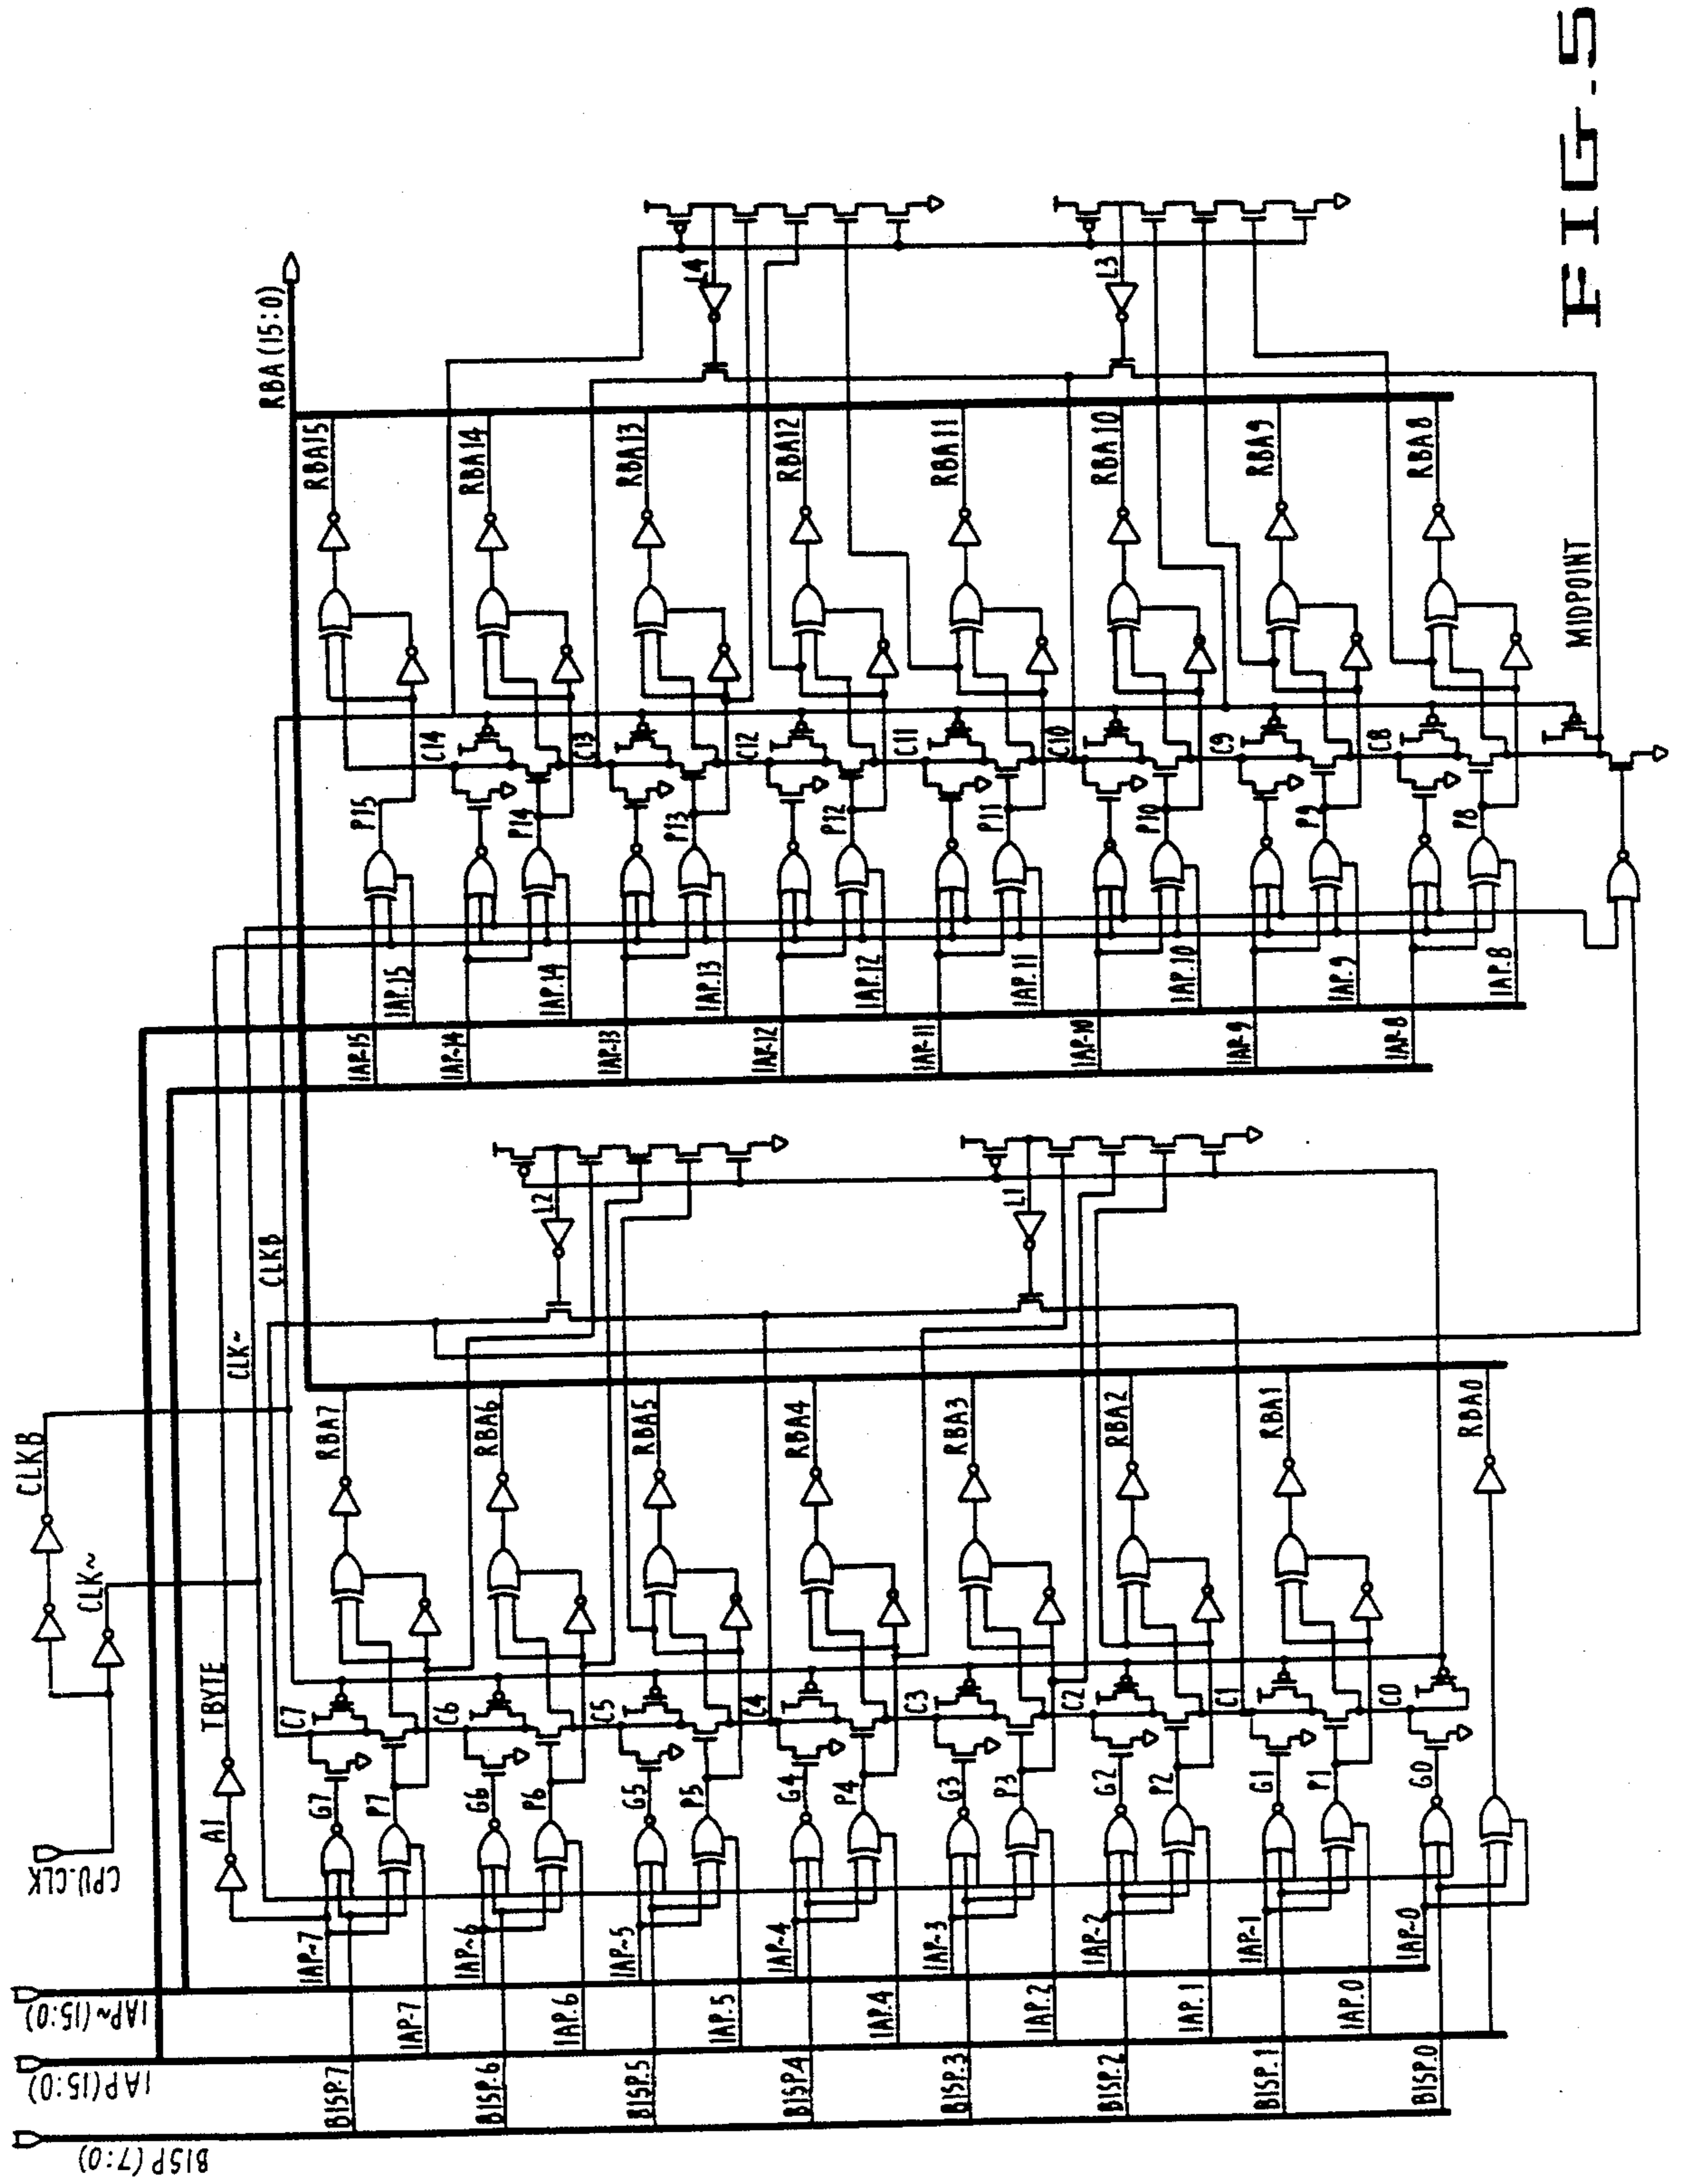 FIG-5
RBA (15:0)
RBA15
RBA14
RBA13
RBA12
RBA11
RBA10
RBA9
RBA8
L4
L3
MIDPOINT
C14
C13
C12
C11
C10
C9
C8
P15
P14
P13
P12
P11
P10
P9
P8
IAP.15
IAP.14
IAP.13
IAP.12
IAP.11
IAP.10
IAP.9
IAP.8
IAP~15
IAP~14
IAP~13
IAP~12
IAP~11
IAP~10
IAP~9
IAP~8
CLKB
CLK~
TBYTE
L2
L1
CLKB
CLK~
A1
CPU.CLK
RBA7
RBA6
RBA5
RBA4
RBA3
RBA2
RBA1
RBA0
C7
C6
C5
C4
C3
C2
C1
C0
G7
P7
G6
P6
G5
P5
G4
P4
G3
P3
G2
P2
G1
P1
G0
IAP~7
IAP~6
IAP~5
IAP~4
IAP~3
IAP~2
IAP~1
IAP~0
IAP~(15:0)
IAP.7
IAP.6
IAP.5
IAP.4
IAP.2
IAP.1
IAP.0
IAP(15:0)
BISP.7
BISP.6
BISP.5
BISP.4
BISP.3
BISP.2
BISP.1
BISP.0
BISP(7:0)